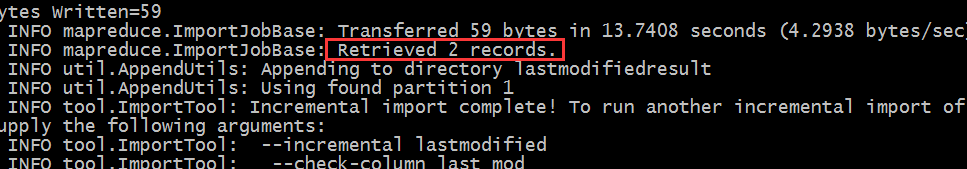 ytes Written=59
INFO mapreduce.ImportJobBase: Transferred 59 bytes in 13.7408 seconds (4.2938 bytes/sec
INFO mapreduce.ImportJobBase: Retrieved 2 records.
INFO util.AppendUtils: Appending to directory lastmodifiedresult
INFO util.AppendUtils: Using found partition 1
INFO tool.ImportTool: Incremental import complete! To run another incremental import of
upply the following arguments:
INFO tool.ImportTool:  --incremental lastmodified
INFO tool.ImportTool:   --check-column last_mod